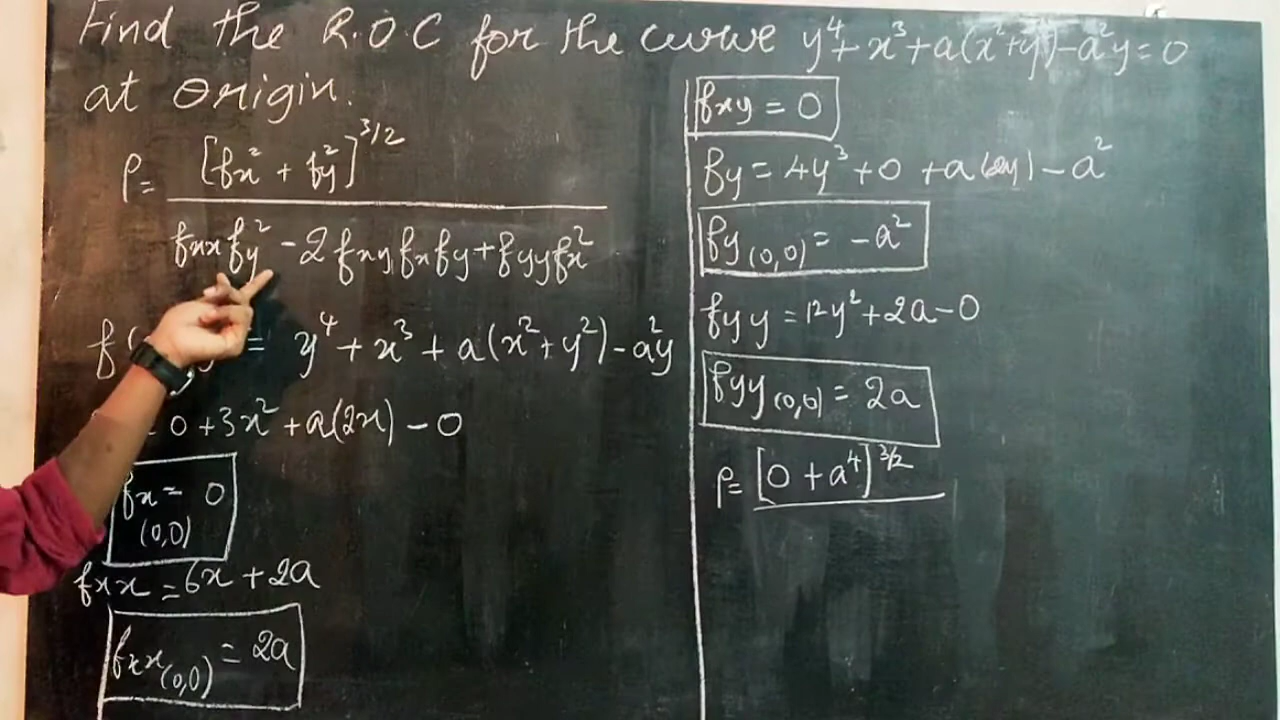 Find the R.O.C for the curve y⁴+x³+a(x²+y²)-a²y=0
at origin.
ρ= [fx² + fy²]^3/2
fxx fy² - 2 fxy fx fy + fyy fx²
f( y = y⁴ + x³ + a(x²+y²) - a²y
= 0 + 3x² + a(2x) - 0
fx = 0
(0,0)
fxx = 6x + 2a
fxx(0,0) = 2a
fxy = 0
fy = 4y³ + 0 + a(2y) - a²
fy(0,0) = -a²
fyy = 12y² + 2a - 0
fyy(0,0) = 2a
ρ= [0 + a⁴]^3/2